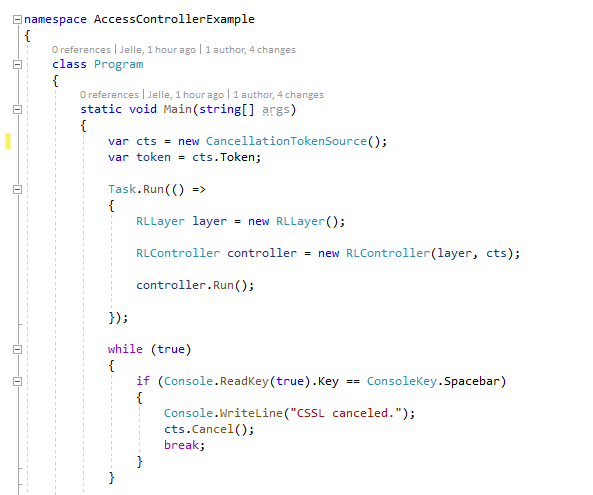 namespace AccessControllerExample
{
0 references | Jelle, 1 hour ago | 1 author, 4 changes
class Program
{
0 references | Jelle, 1 hour ago | 1 author, 4 changes
static void Main(string[] args)
{
var cts = new CancellationTokenSource();
var token = cts.Token;
Task.Run(() =>
{
RLLayer layer = new RLLayer();
RLController controller = new RLController(layer, cts);
controller.Run();
});
while (true)
{
if (Console.ReadKey(true).Key == ConsoleKey.Spacebar)
{
Console.WriteLine("CSSL canceled.");
cts.Cancel();
break;
}
}